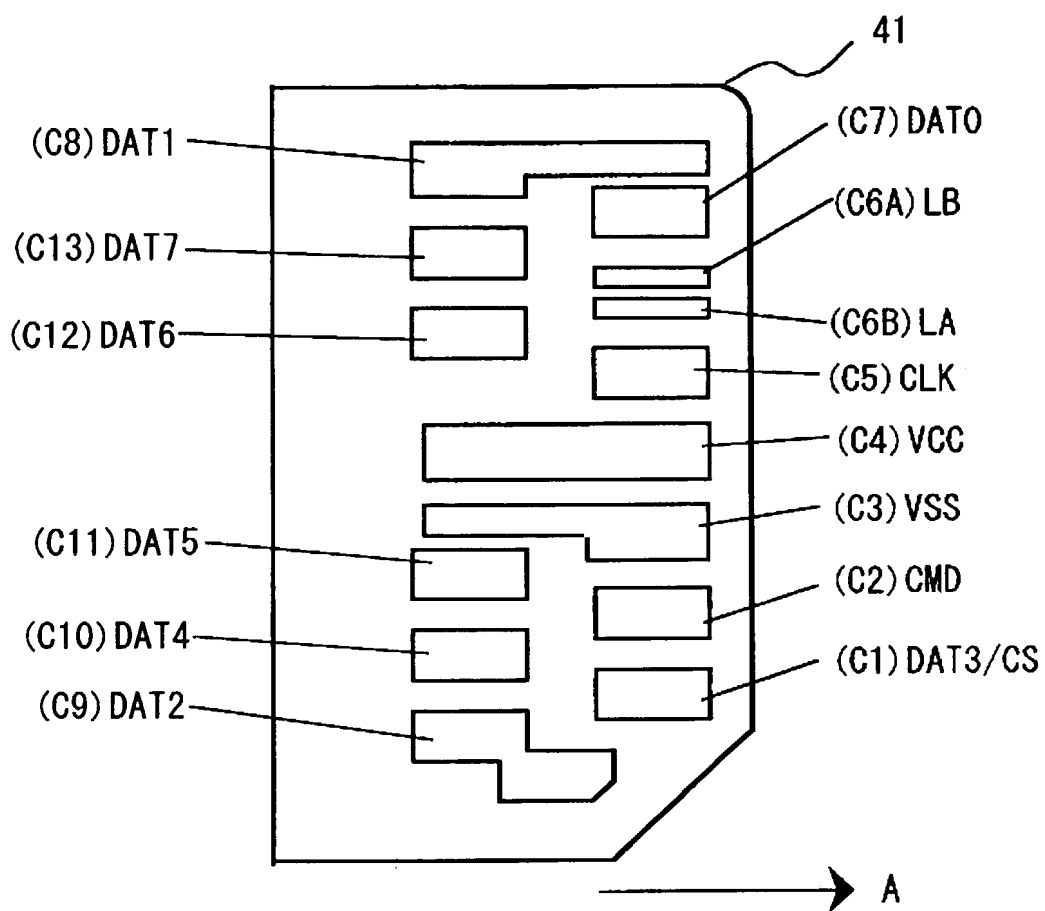 41
(C8) DAT1
(C7) DAT0
(C6A) LB
(C13) DAT7
(C6B) LA
(C12) DAT6
(C5) CLK
(C4) VCC
(C3) VSS
(C11) DAT5
(C2) CMD
(C10) DAT4
(C1) DAT3/CS
(C9) DAT2
A